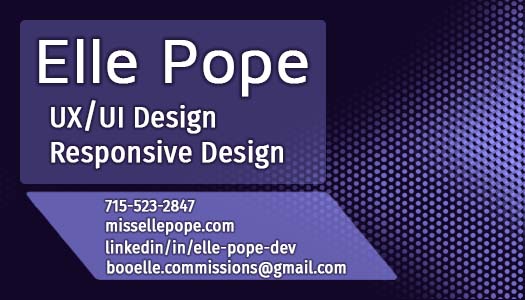 Elle Pope
UX/UI Design
Responsive Design
715-523-2847
missellepope.com
linkedin/in/elle-pope-dev
booelle.commissions@gmail.com